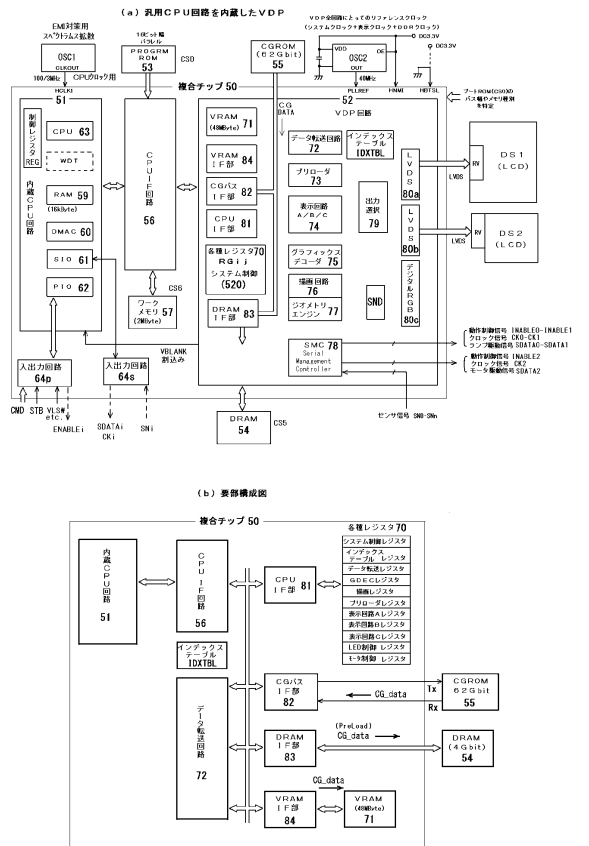 (a) 汎用CPU回路を内蔵したVDP
VDP全回路にとってのリファレンスクロック
(システムクロック+表示クロック+DDRクロック)
EMI対策用
スペクトラムス拡散
OSC1
CLKOUT
100/3MHz
CPUクロック用
HCLKI
16ビット幅
パラレル
PROGRM
ROM 53
CS0
CGROM
(62Gbit)
55
VDD
OE
OSC2
OUT
40MHz
DC3.3V
DC3.3V
PLLREF
HNMMI
HBTSL
ブートROM(CS0)の
バス幅やメモリ種別
を特定
複合チップ 50
51
制御レジスタ
REG
CPU 63
WDT
内蔵CPU回路
RAM 59
(16kByte)
DMAC 60
SIO 61
PIO 62
CPUIF回路
56
CS6
ワーク
メモリ 57
(2MByte)
52
VDP回路
CG
DATA
VRAM 71
(48MByte)
VRAM
IF部 84
CGバス
IF部 82
CPU
IF部 81
各種レジスタ70
RGij
システム制御
(520)
DRAM 83
IF部
データ転送回路
72
インデックス
テーブル
IDXTBL
プリローダ
73
表示回路
A/B/C
74
出力
選択
79
グラフィックス
デコーダ 75
描画回路
76
ジオメトリ
エンジン 77
SND
SMC 78
Serial
Management
Controller
LVDS
80a
LVDS
80b
デジタルRGB
80c
LVDS
RV
DS1
(LCD)
LVDS
RV
DS2
(LCD)
VBLANK
割込み
入出力回路
64p
入出力回路
64s
CMD
STB
VLSW
etc.
ENABLEi
SDATAi
CKi
SNi
DRAM
54
CS5
動作制御信号 INABLE0-INABLE1
クロック信号 CK0-CK1
ランプ駆動信号 SDATA0-SDATA1
動作制御信号 INABLE2
クロック信号 CK2
モータ駆動信号 SDATA2
センサ信号 SN0-SNn
(b) 要部構成図
複合チップ 50
内蔵CPU回路
51
CPUIF回路
56
CPU
IF部 81
各種レジスタ70
システム制御レジスタ
インデックス
テーブル レジスタ
データ転送レジスタ
GDECレジスタ
描画レジスタ
プリローダレジスタ
表示回路Aレジスタ
表示回路Bレジスタ
表示回路Cレジスタ
LED制御 レジスタ
モータ制御 レジスタ
インデックス
テーブル
IDXTBL
データ転送回路
72
CGバス
IF部
82
CG_data
Tx
Rx
CGROM
62Gbit
55
DRAM
IF部
83
(PreLoad)
CG_data
DRAM
(4Gbit)
54
VRAM
IF部
84
CG_data
VRAM
(48MByte)
71